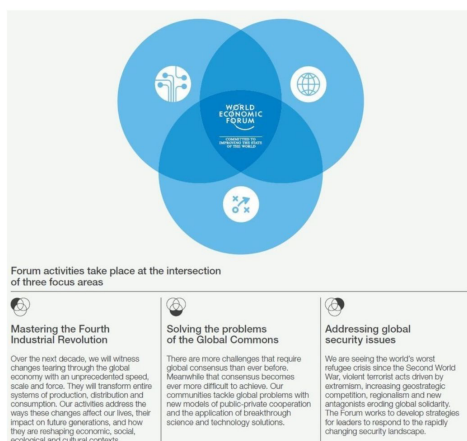 WORLD
ECONOMIC
FORUM
COMMITTED TO
IMPROVING THE STATE
OF THE WORLD
Forum activities take place at the intersection
of three focus areas
Mastering the Fourth
Industrial Revolution
Over the next decade, we will witness
changes tearing through the global
economy with an unprecedented speed,
scale and force. They will transform entire
systems of production, distribution and
consumption. Our activities address the
ways these changes affect our lives, their
impact on future generations, and how
they are reshaping economic, social,
ecological and cultural contexts.
Solving the problems
of the Global Commons
There are more challenges that require
global consensus than ever before.
Meanwhile that consensus becomes
ever more difficult to achieve. Our
communities tackle global problems with
new models of public-private cooperation
and the application of breakthrough
science and technology solutions.
Addressing global
security issues
We are seeing the world's worst
refugee crisis since the Second World
War, violent terrorist acts driven by
extremism, increasing geostrategic
competition, regionalism and new
antagonists eroding global solidarity.
The Forum works to develop strategies
for leaders to respond to the rapidly
changing security landscape.